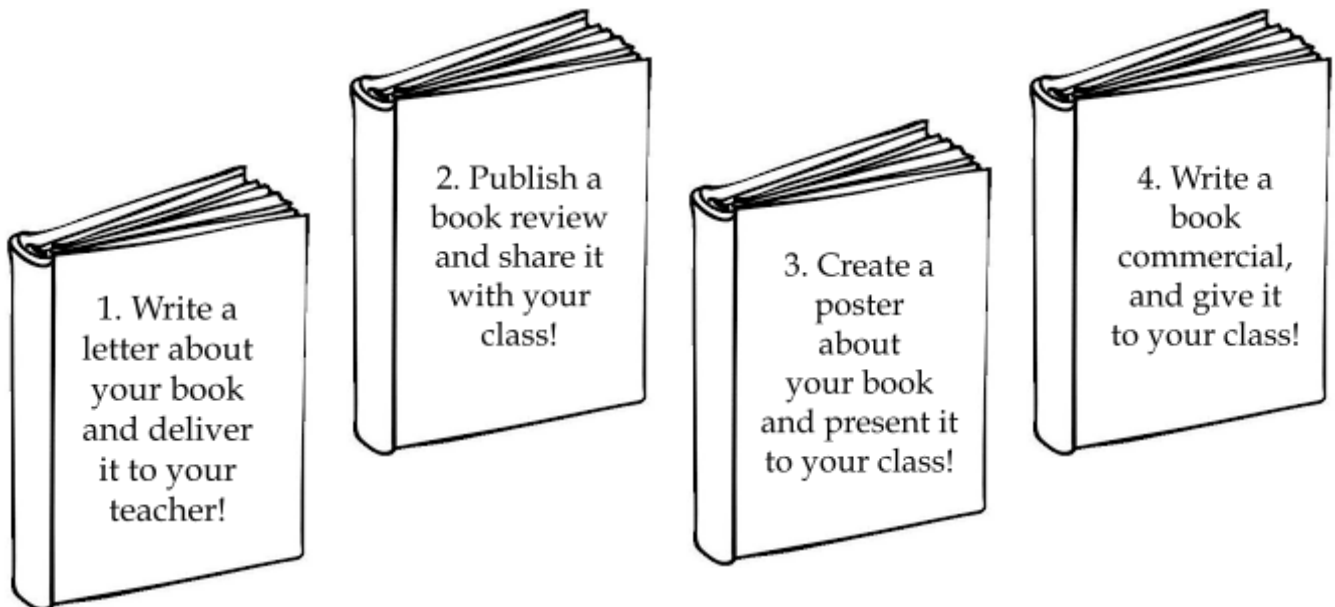 1. Write a
letter about
your book
and deliver
it to your
teacher!
2. Publish a
book review
and share it
with your
class!
3. Create a
poster
about
your book
and present it
to your class!
4. Write a
book
commercial,
and give it
to your class!